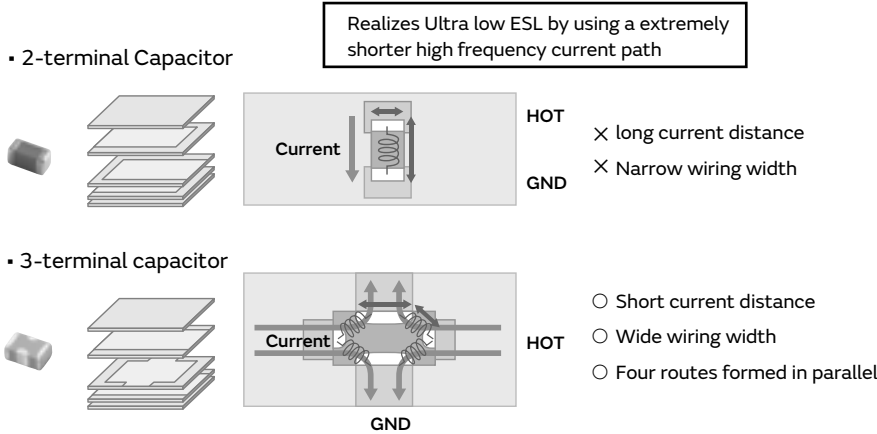 Realizes Ultra low ESL by using a extremely
shorter high frequency current path
▪ 2-terminal Capacitor
HOT
Current
GND
× long current distance
× Narrow wiring width
▪ 3-terminal capacitor
Current
HOT
GND
○ Short current distance
○ Wide wiring width
○ Four routes formed in parallel